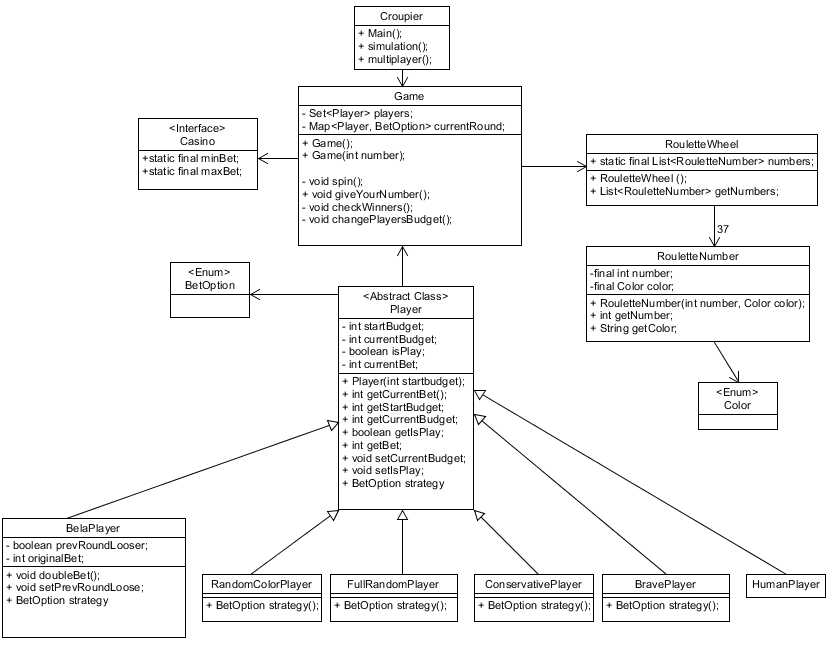 Croupier
+ Main();
+ simulation();
+ multiplayer();
Game
- Set<Player> players;
- Map<Player, BetOption> currentRound;
+ Game();
+ Game(int number);
- void spin();
+ void giveYourNumber();
- void checkWinners();
- void changePlayersBudget();
<Interface>
Casino
+static final minBet;
+static final maxBet;
RouletteWheel
+ static final List<RouletteNumber> numbers;
+ RouletteWheel ();
+ List<RouletteNumber> getNumbers;
37
RouletteNumber
-final int number;
-final Color color;
+ RouletteNumber(int number, Color color);
+ int getNumber;
+ String getColor;
<Enum>
Color
<Enum>
BetOption
<Abstract Class>
Player
- int startBudget;
- int currentBudget;
- boolean isPlay;
- int currentBet;
+ Player(int startbudget);
+ int getCurrentBet();
+ int getStartBudget;
+ int getCurrentBudget;
+ boolean getIsPlay;
+ int getBet;
+ void setCurrentBudget;
+ void setIsPlay;
+ BetOption strategy
BelaPlayer
- boolean prevRoundLooser;
- int originalBet;
+ void doubleBet();
+ void setPrevRoundLoose;
+ BetOption strategy
RandomColorPlayer
+ BetOption strategy();
FullRandomPlayer
+ BetOption strategy();
ConservativePlayer
+ BetOption strategy();
BravePlayer
+ BetOption strategy();
HumanPlayer